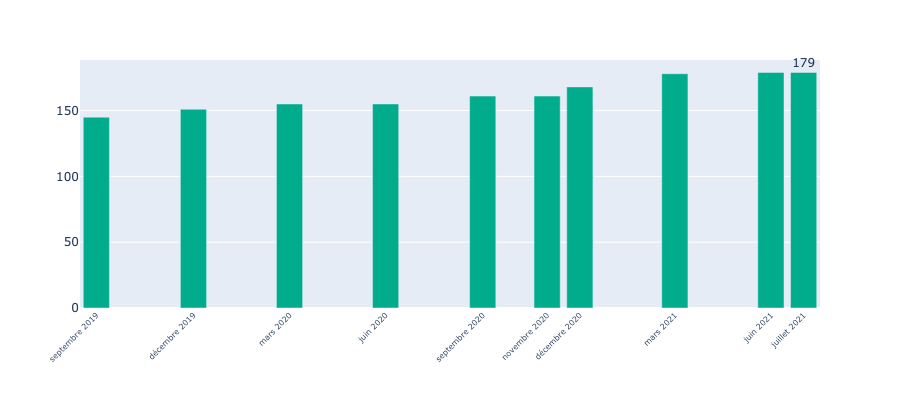 179
150
100
50
0
septembre 2019
décembre 2019
mars 2020
juin 2020
septembre 2020
novembre 2020
décembre 2020
mars 2021
juin 2021
juillet 2021